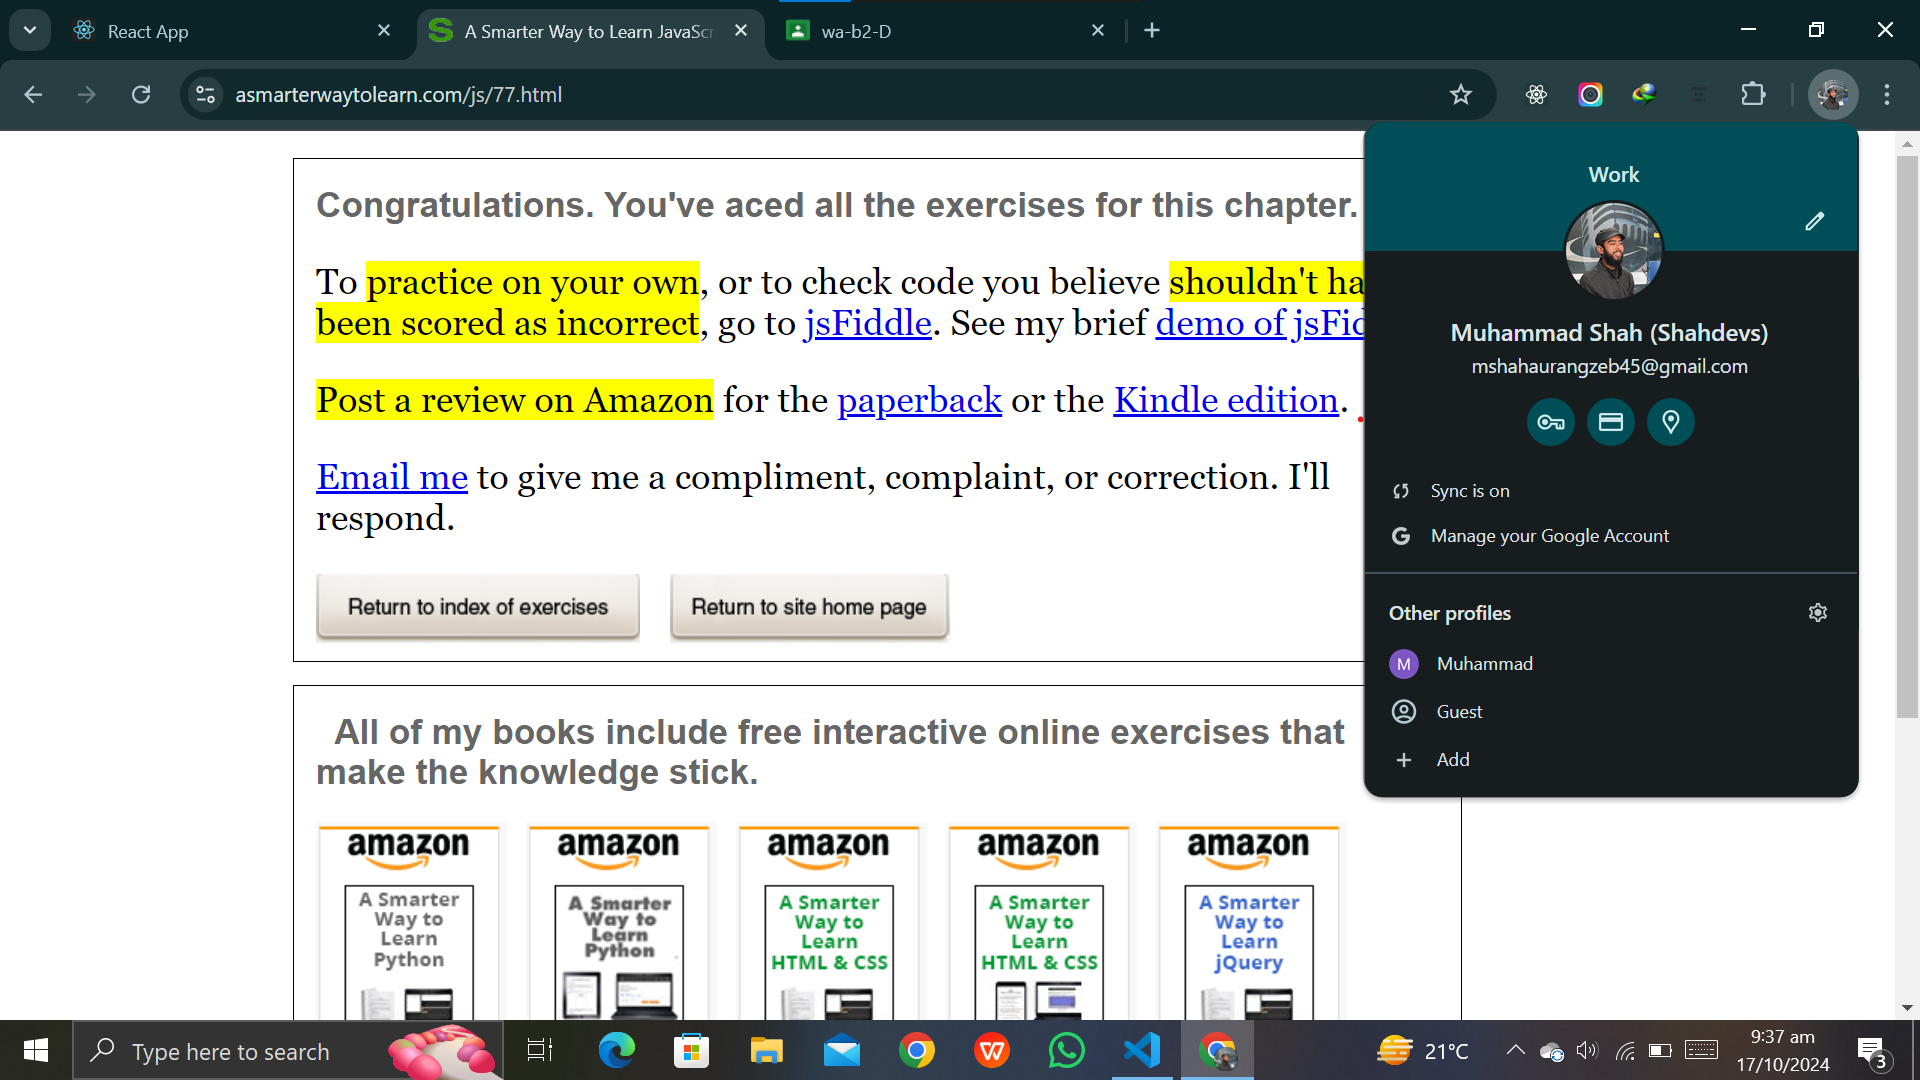 React App
A Smarter Way to Learn JavaScr
wa-b2-D
asmarterwaytolearn.com/js/77.html
Congratulations. You've aced all the exercises for this chapter.
To practice on your own, or to check code you believe shouldn't ha
been scored as incorrect, go to jsFiddle. See my brief demo of jsFid
Post a review on Amazon for the paperback or the Kindle edition.
Email me to give me a compliment, complaint, or correction. I'll
respond.
Return to index of exercises
Return to site home page
All of my books include free interactive online exercises that
make the knowledge stick.
amazon
A Smarter
Way to
Learn
Python
amazon
A Smarter
Way to
Learn
Python
amazon
A Smarter
Way to
Learn
HTML & CSS
amazon
A Smarter
Way to
Learn
HTML & CSS
amazon
A Smarter
Way to
Learn
jQuery
Work
Muhammad Shah (Shahdevs)
mshahaurangzeb45@gmail.com
Sync is on
Manage your Google Account
Other profiles
M Muhammad
Guest
Add
Type here to search
21°C
9:37 am
17/10/2024
3